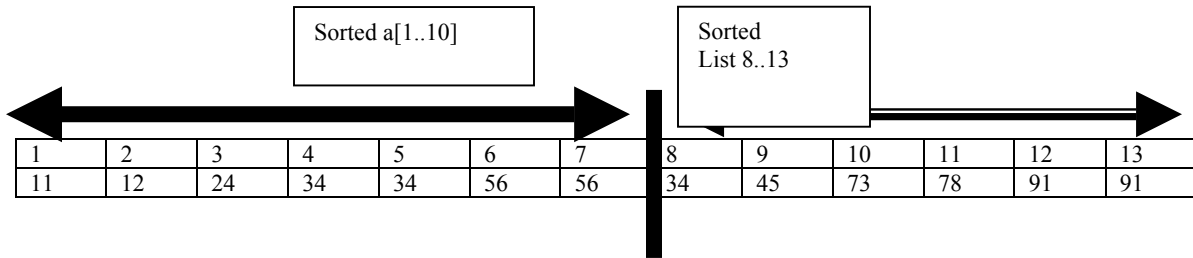 Sorted a[1..10]
Sorted
List 8..13
1 2 3 4 5 6 7 8 9 10 11 12 13
11 12 24 34 34 56 56 34 45 73 78 91 91